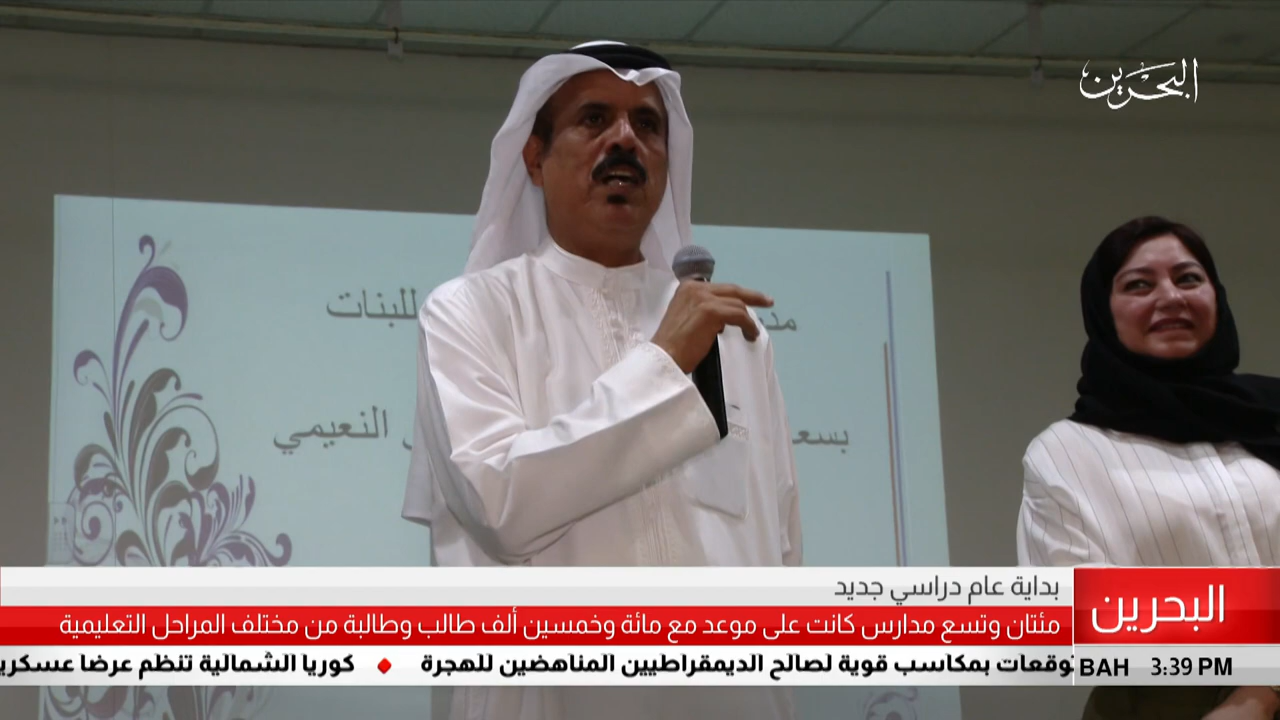 البحرين
للبنات
النعيمي
بداية عام دراسي جديد
البحرين
مئتان وتسع مدارس كانت على موعد مع مائة وخمسين ألف طالب وطالبة من مختلف المراحل التعليمية
توقعات بمكاسب قوية لصالح الديمقراطيين المناهضين للهجرة ♦ كوريا الشمالية تنظم عرضا
BAH 3:39 PM